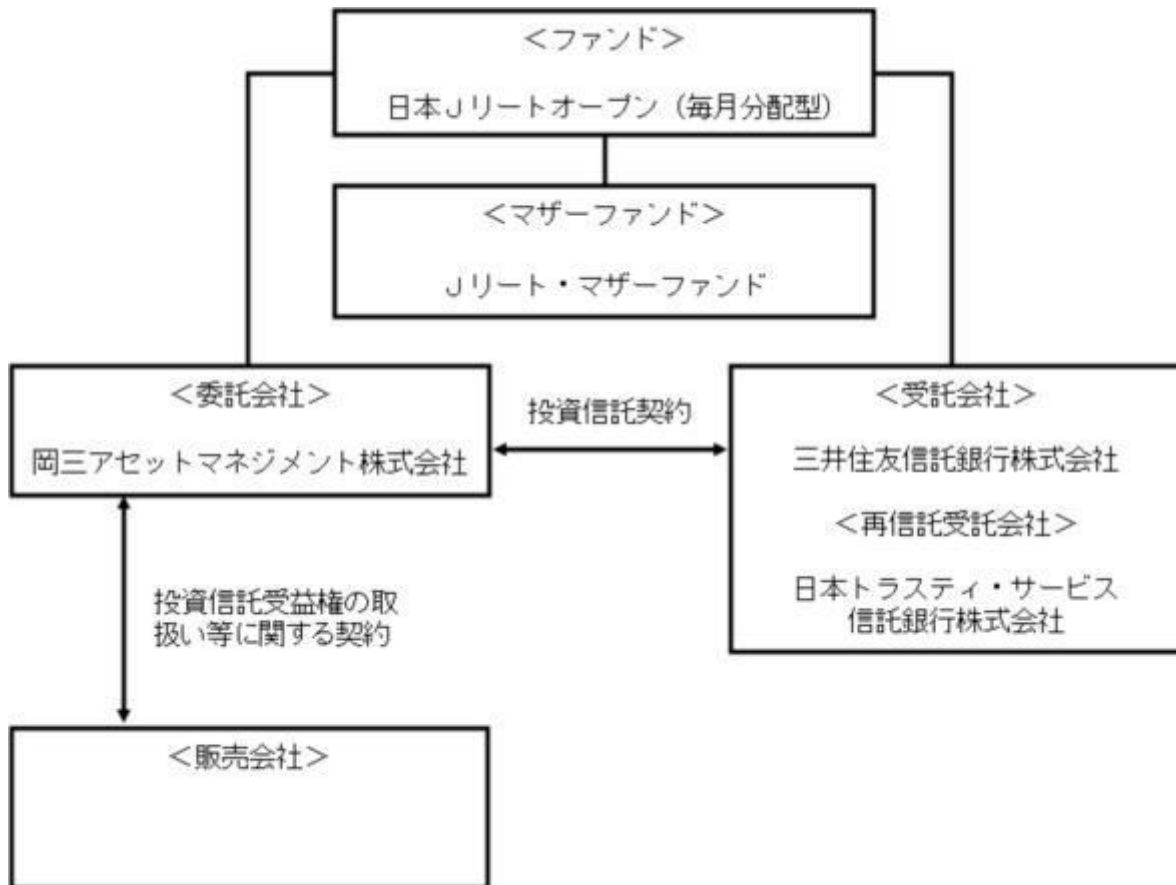 ＜ファンド＞
日本Ｊリートオープン（毎月分配型）
＜マザーファンド＞
Ｊリート・マザーファンド
＜委託会社＞
岡三アセットマネジメント株式会社
投資信託契約
＜受託会社＞
三井住友信託銀行株式会社
＜再信託受託会社＞
日本トラスティ・サービス
信託銀行株式会社
投資信託受益権の取
扱い等に関する契約
＜販売会社＞